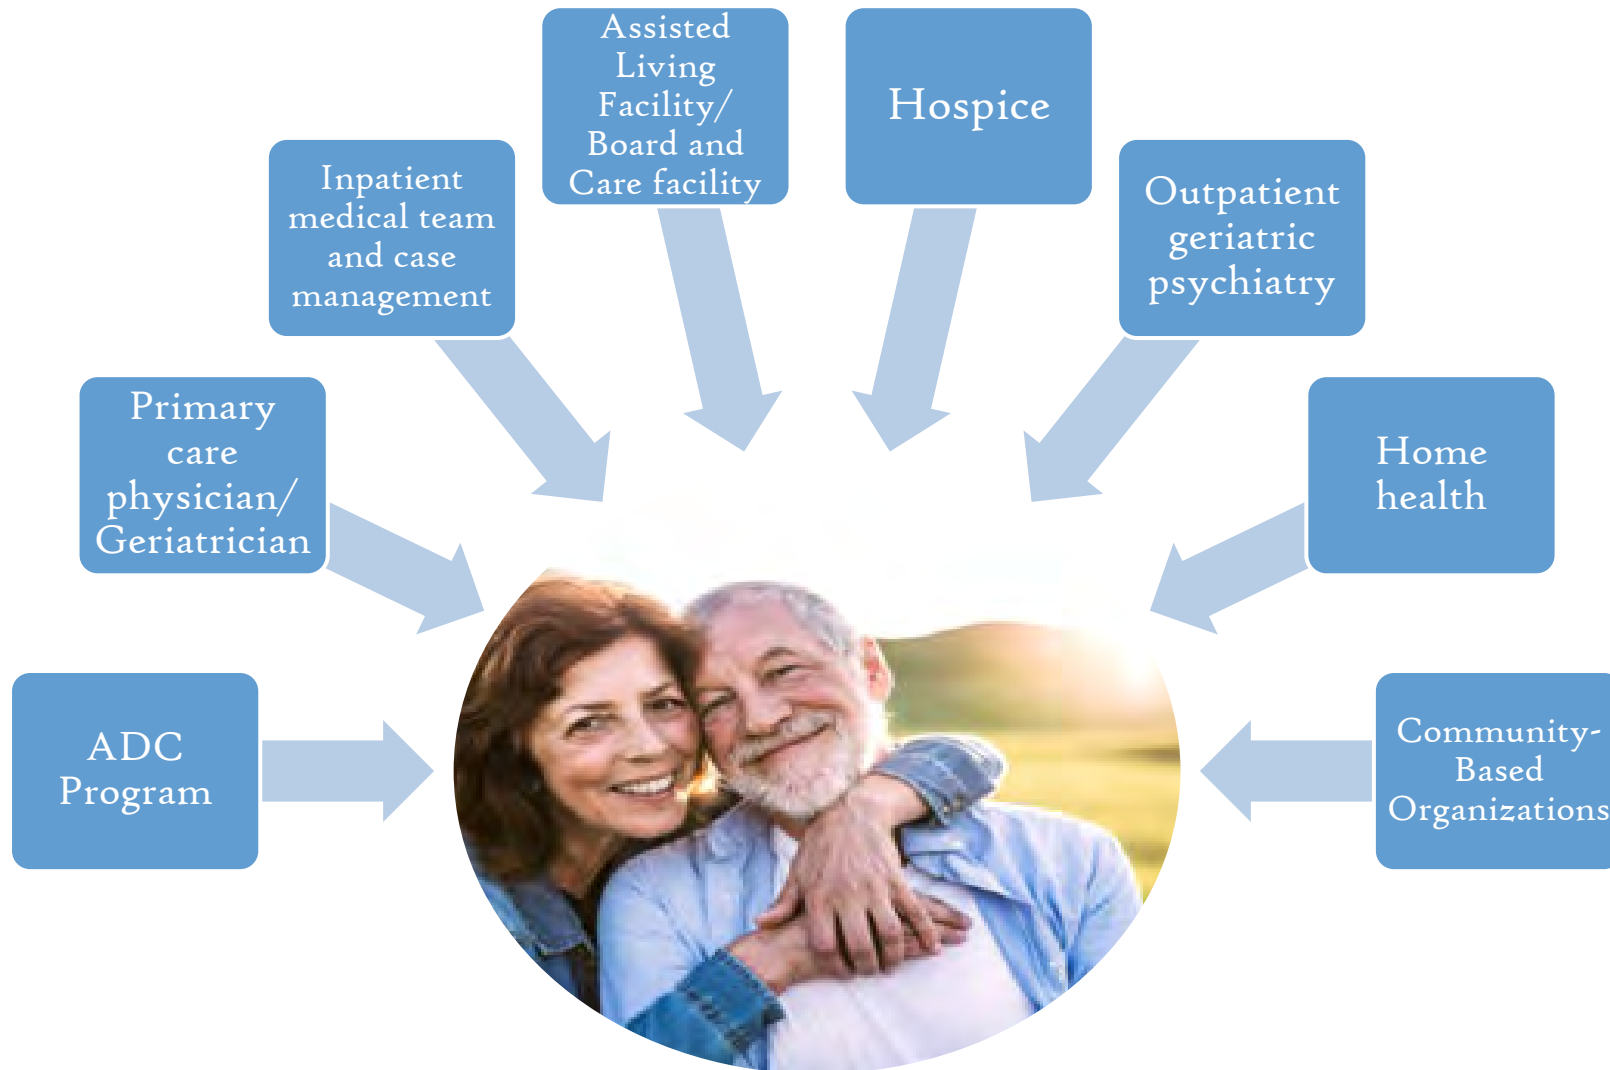 Assisted
Living
Facility/
Board and
Care facility
Hospice
Inpatient
medical team
and case
management
Outpatient
geriatric
psychiatry
Primary
care
physician/
Geriatrician
Home
health
ADC
Program
Community-
Based
Organizations